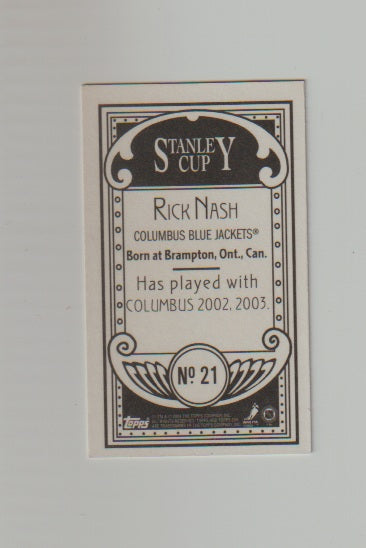 STANLEY
CUP
RICK NASH
COLUMBUS BLUE JACKETS®
Born at Brampton, Ont., Can.
Has played with
COLUMBUS 2002, 2003.
Nº 21
topps